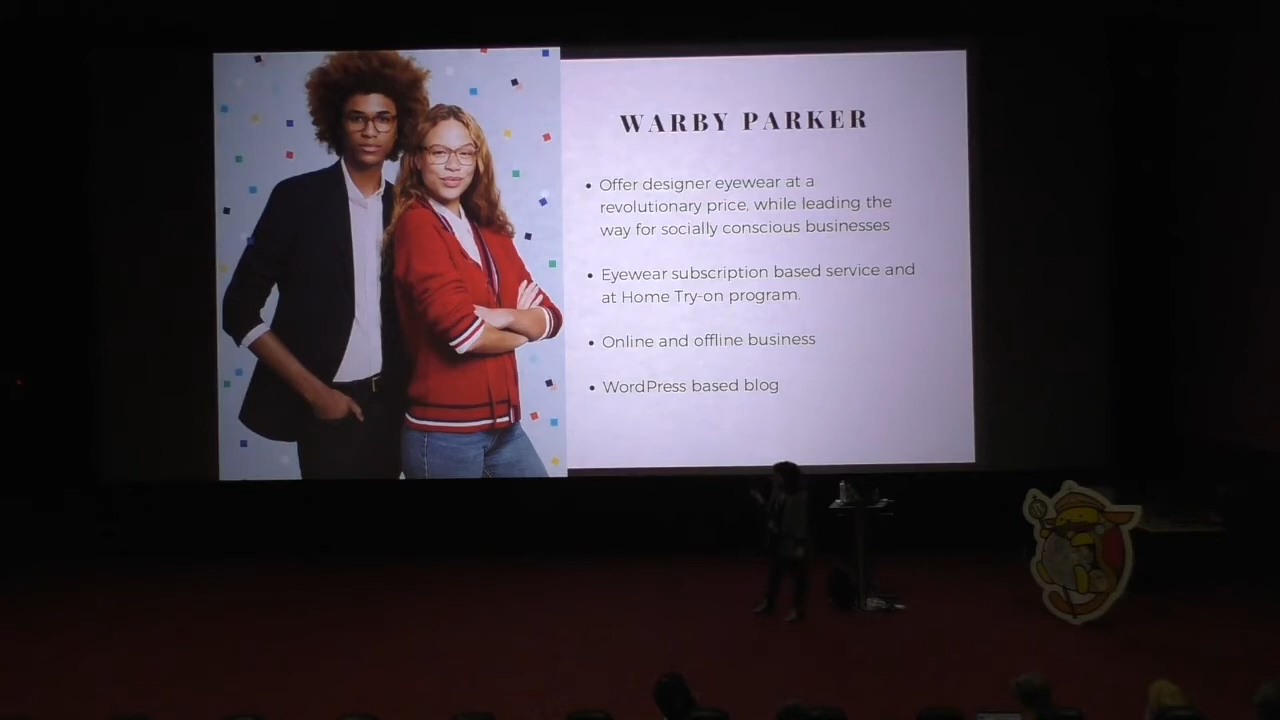 WARBY PARKER
• Offer designer eyewear at a
revolutionary price, while leading the
way for socially conscious businesses
• Eyewear subscription based service and
at Home Try-on program.
• Online and offline business
• WordPress based blog